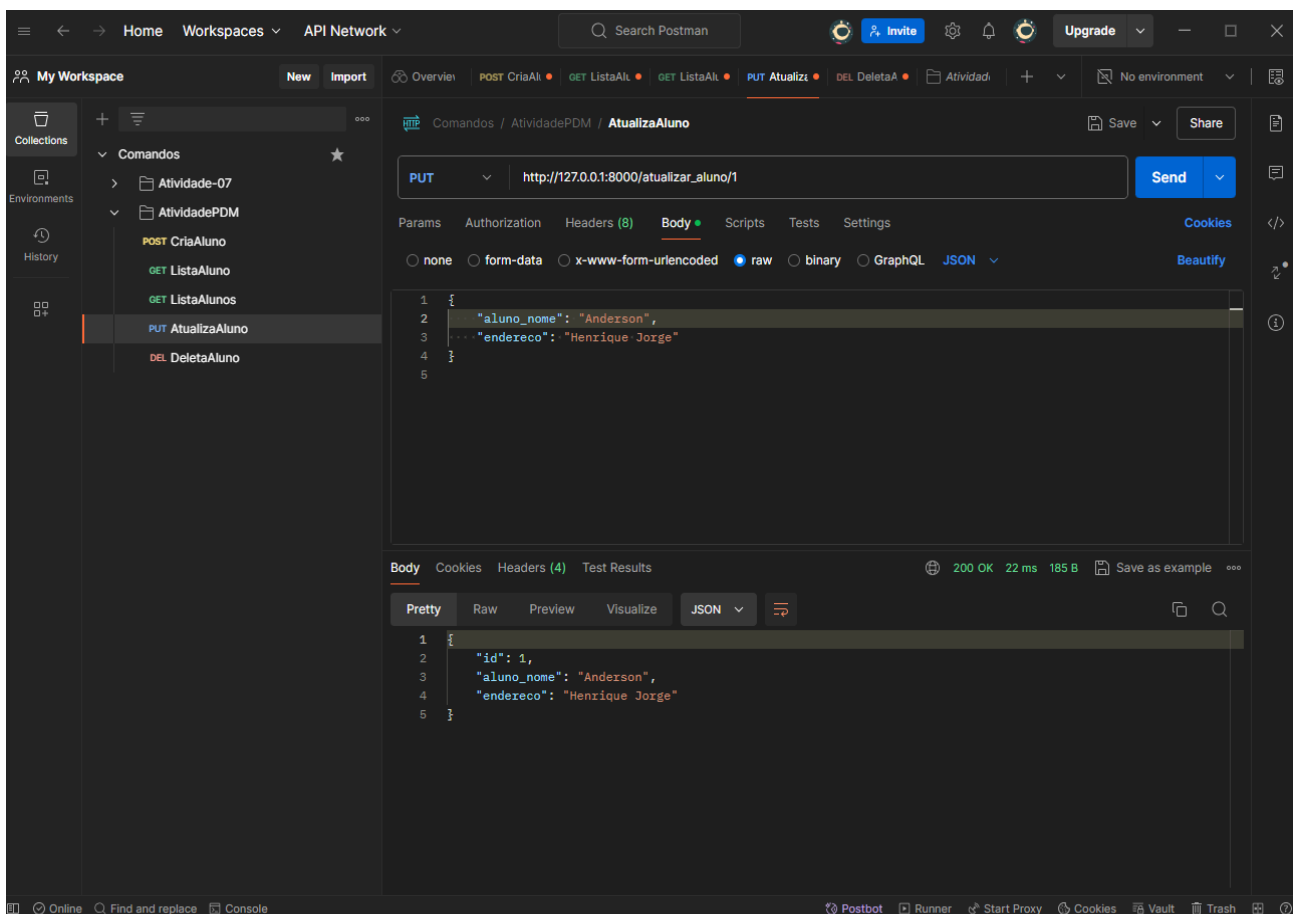 Home Workspaces API Network Search Postman Invite Upgrade
My Workspace New Import Overview POST CriaAl GET ListaAlu GET ListaAlu PUT Atualiza DEL DeletaA Atividad No environment
Collections
Environments
History
Comandos
Atividade-07
AtividadePDM
POST CriaAluno
GET ListaAluno
GET ListaAlunos
PUT AtualizaAluno
DEL DeletaAluno
HTTP Comandos / AtividadePDM / AtualizaAluno Save Share
PUT http://127.0.0.1:8000/atualizar_aluno/1 Send
Params Authorization Headers (8) Body Scripts Tests Settings Cookies
none form-data x-www-form-urlencoded raw binary GraphQL JSON Beautify
1 {
2 "aluno_nome": "Anderson",
3 "endereco": "Henrique Jorge"
4 }
5
Body Cookies Headers (4) Test Results 200 OK 22 ms 185 B Save as example
Pretty Raw Preview Visualize JSON
1 {
2 "id": 1,
3 "aluno_nome": "Anderson",
4 "endereco": "Henrique Jorge"
5 }
Online Find and replace Console Postbot Runner Start Proxy Cookies Vault Trash